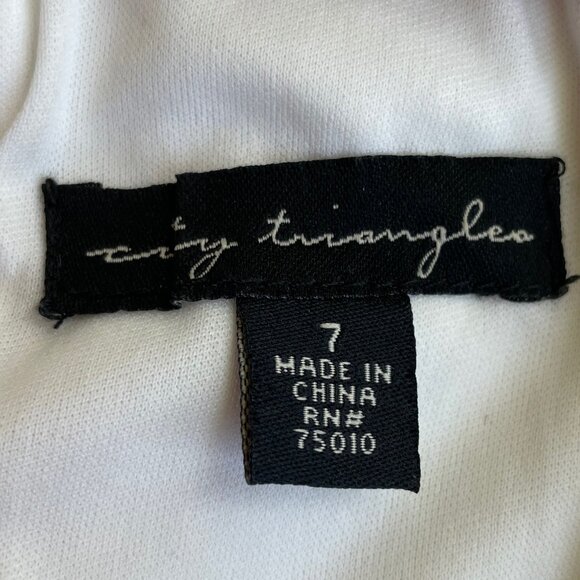 city triangles
7
MADE IN
CHINA
RN#
75010